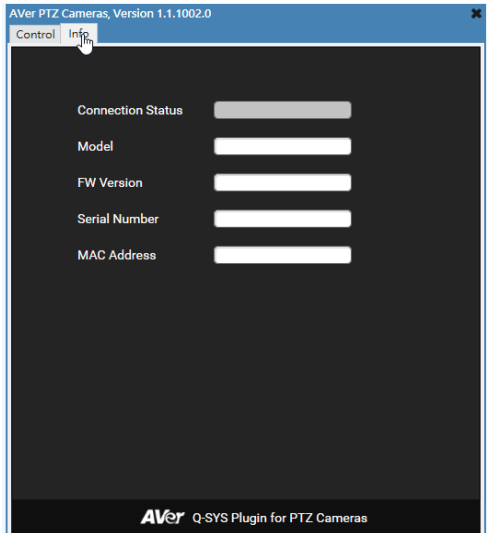 AVer PTZ Cameras, Version 1.1.1002.0
Control Info
Connection Status
Model
FW Version
Serial Number
MAC Address
AVer Q-SYS Plugin for PTZ Cameras